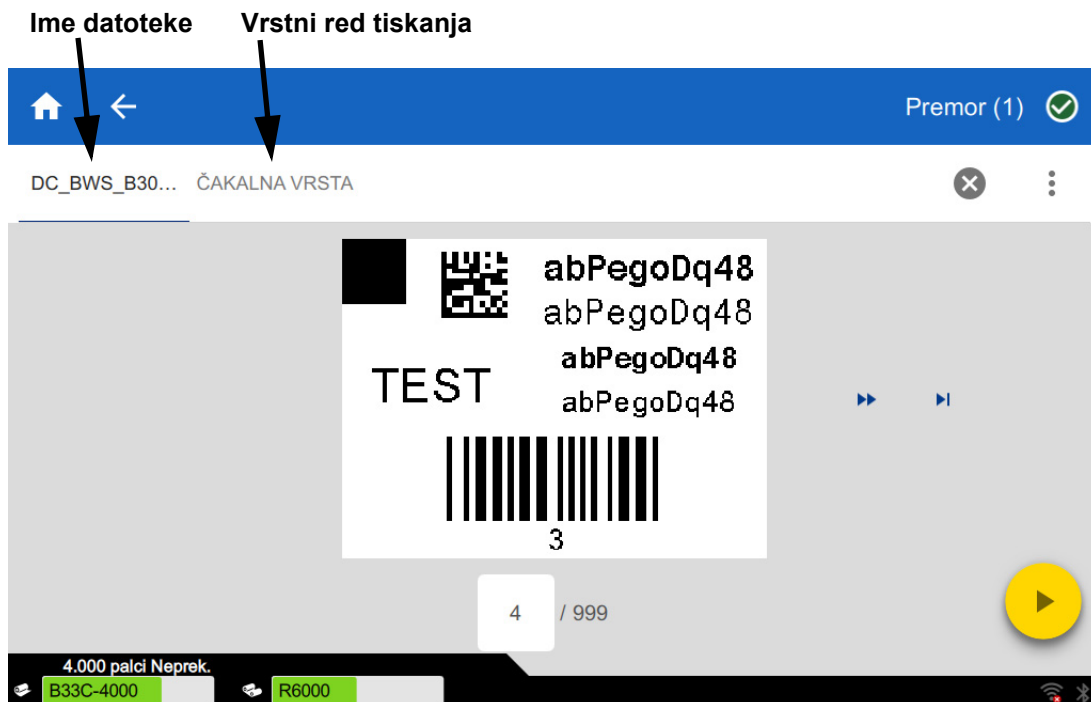 Ime datoteke Vrstni red tiskanja
Premor (1)
DC_BWS_B30… ČAKALNA VRSTA
abPegoDq48
abPegoDq48
abPegoDq48
TEST
abPegoDq48
3
4 / 999
4.000 palci Neprek.
B33C-4000 R6000